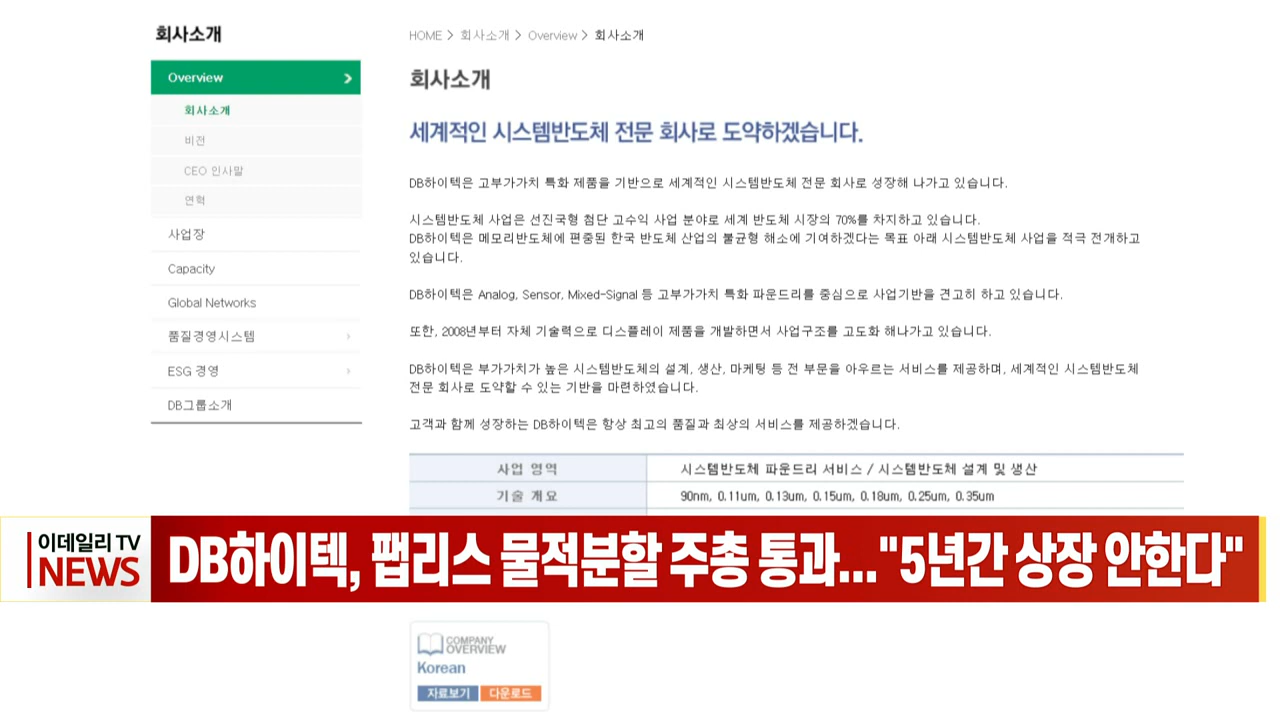 회사소개
Overview
회사소개
비전
CEO 인사말
연혁
사업장
Capacity
Global Networks
품질경영시스템
ESG 경영
DB그룹소개
HOME > 회사소개 > Overview > 회사소개
회사소개
세계적인 시스템반도체 전문 회사로 도약하겠습니다.
DB하이텍은 고부가가치 특화 제품을 기반으로 세계적인 시스템반도체 전문 회사로 성장해 나가고 있습니다.
시스템반도체 사업은 선진국형 첨단 고수익 사업 분야로 세계 반도체 시장의 70%를 차지하고 있습니다.
DB하이텍은 메모리반도체에 편중된 한국 반도체 산업의 불균형 해소에 기여하겠다는 목표 아래 시스템반도체 사업을 적극 전개하고
있습니다.
DB하이텍은 Analog, Sensor, Mixed-Signal 등 고부가가치 특화 파운드리를 중심으로 사업기반을 견고히 하고 있습니다.
또한, 2008년부터 자체 기술력으로 디스플레이 제품을 개발하면서 사업구조를 고도화 해나가고 있습니다.
DB하이텍은 부가가치가 높은 시스템반도체의 설계, 생산, 마케팅 등 전 부문을 아우르는 서비스를 제공하며, 세계적인 시스템반도체
전문 회사로 도약할 수 있는 기반을 마련하였습니다.
고객과 함께 성장하는 DB하이텍은 항상 최고의 품질과 최상의 서비스를 제공하겠습니다.
사업 영역 시스템반도체 파운드리 서비스 / 시스템반도체 설계 및 생산
기술 개요 90nm, 0.11um, 0.13um, 0.15um, 0.18um, 0.25um, 0.35um
이데일리 TV
NEWS
DB하이텍, 팹리스 물적분할 주총 통과..."5년간 상장 안한다"
COMPANY
OVERVIEW
Korean
자료보기 다운로드